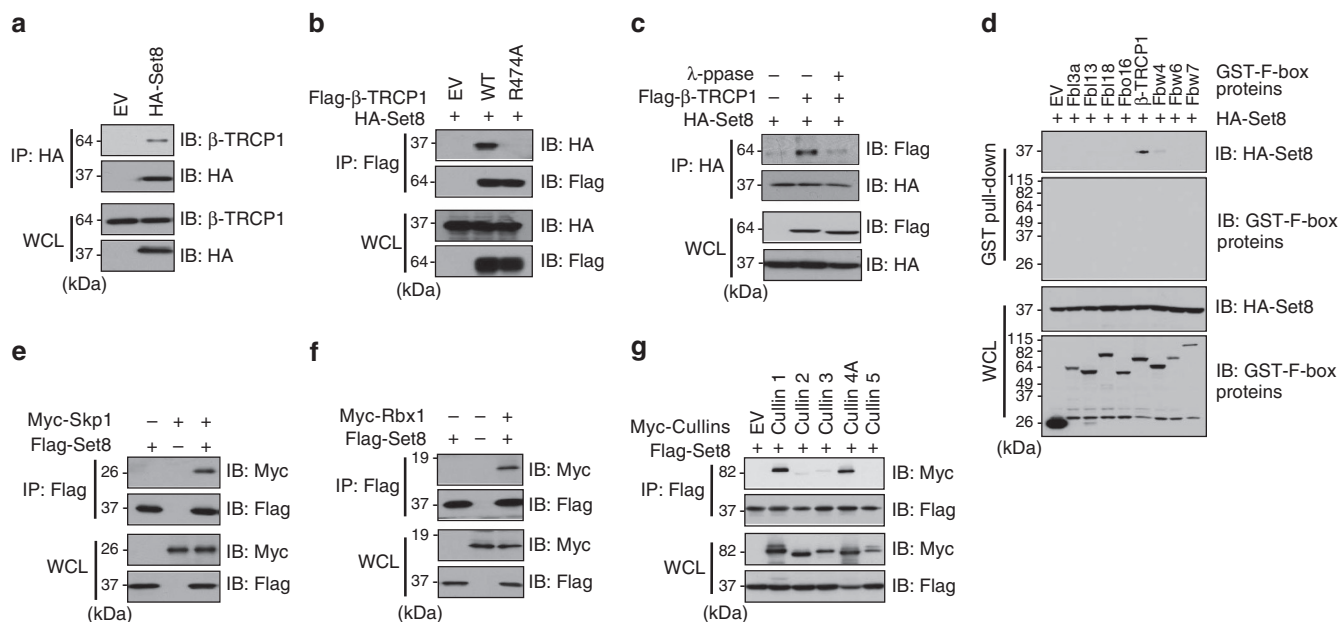 a
EV
HA-Set8
IP: HA
64
IB: β-TRCP1
37
IB: HA
WCL
64
IB: β-TRCP1
37
IB: HA
(kDa)
b
EV
WT
R474A
Flag-β-TRCP1
HA-Set8 + + +
IP: Flag
37
IB: HA
64
IB: Flag
WCL
37
IB: HA
64
IB: Flag
(kDa)
c
λ-ppase – – +
Flag-β-TRCP1 – + +
HA-Set8 + + +
IP: HA
64
IB: Flag
37
IB: HA
WCL
64
IB: Flag
37
IB: HA
(kDa)
d
EV
Fbl3a
Fbl13
Fbl18
Fbo16
β-TRCP1
Fbw4
Fbw6
Fbw7
GST-F-box
proteins
+ + + + + + + + + HA-Set8
GST pull-down
37
IB: HA-Set8
115
82
64
49
37
26
IB: GST-F-box
proteins
WCL
37
IB: HA-Set8
115
82
64
49
37
26
IB: GST-F-box
proteins
(kDa)
e
Myc-Skp1 – + +
Flag-Set8 + – +
IP: Flag
26
IB: Myc
37
IB: Flag
WCL
26
IB: Myc
37
IB: Flag
(kDa)
f
Myc-Rbx1 – – +
Flag-Set8 + – +
IP: Flag
19
IB: Myc
37
IB: Flag
WCL
19
IB: Myc
37
IB: Flag
(kDa)
g
Myc-Cullins
EV
Cullin 1
Cullin 2
Cullin 3
Cullin 4A
Cullin 5
Flag-Set8 + + + + + +
IP: Flag
82
IB: Myc
37
IB: Flag
WCL
82
IB: Myc
37
IB: Flag
(kDa)